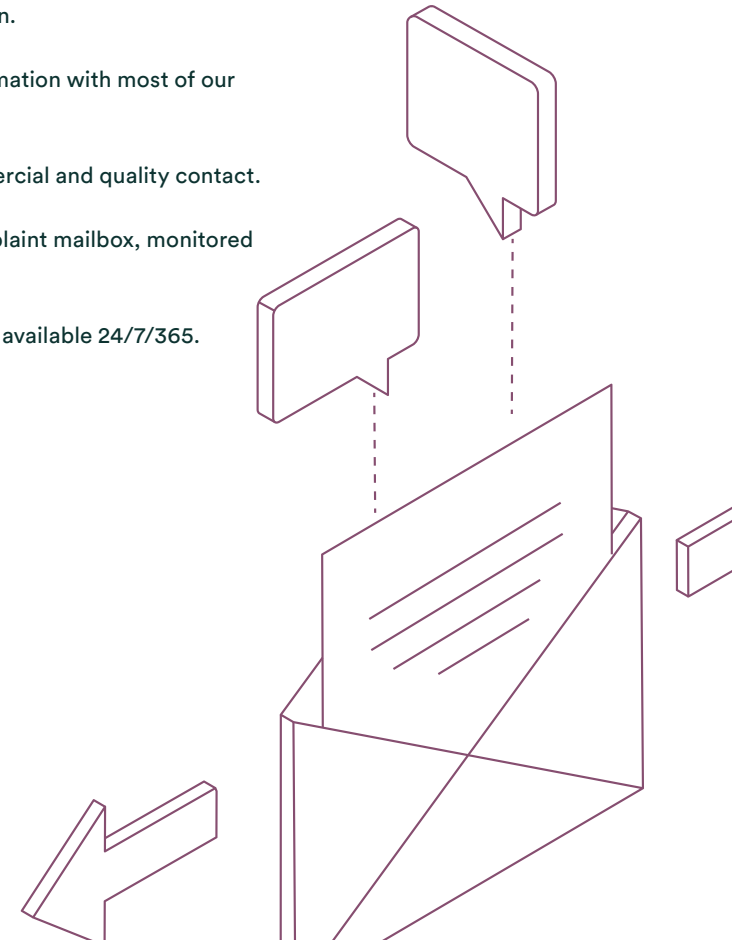 n.
mation with most of our
ercial and quality contact.
plaint mailbox, monitored
available 24/7/365.